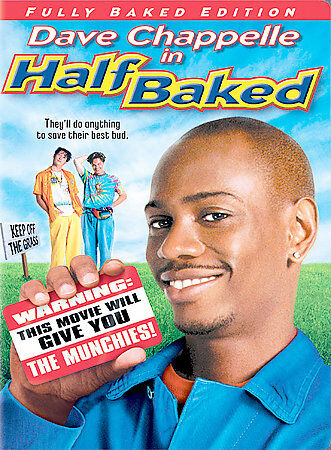 FULLY BAKED EDITION
Dave Chappelle
in
Half Baked
They'll do anything
to save their best bud.
KEEP OFF
THE GRASS
WARNING:
THIS MOVIE WILL
GIVE YOU
THE MUNCHIES!